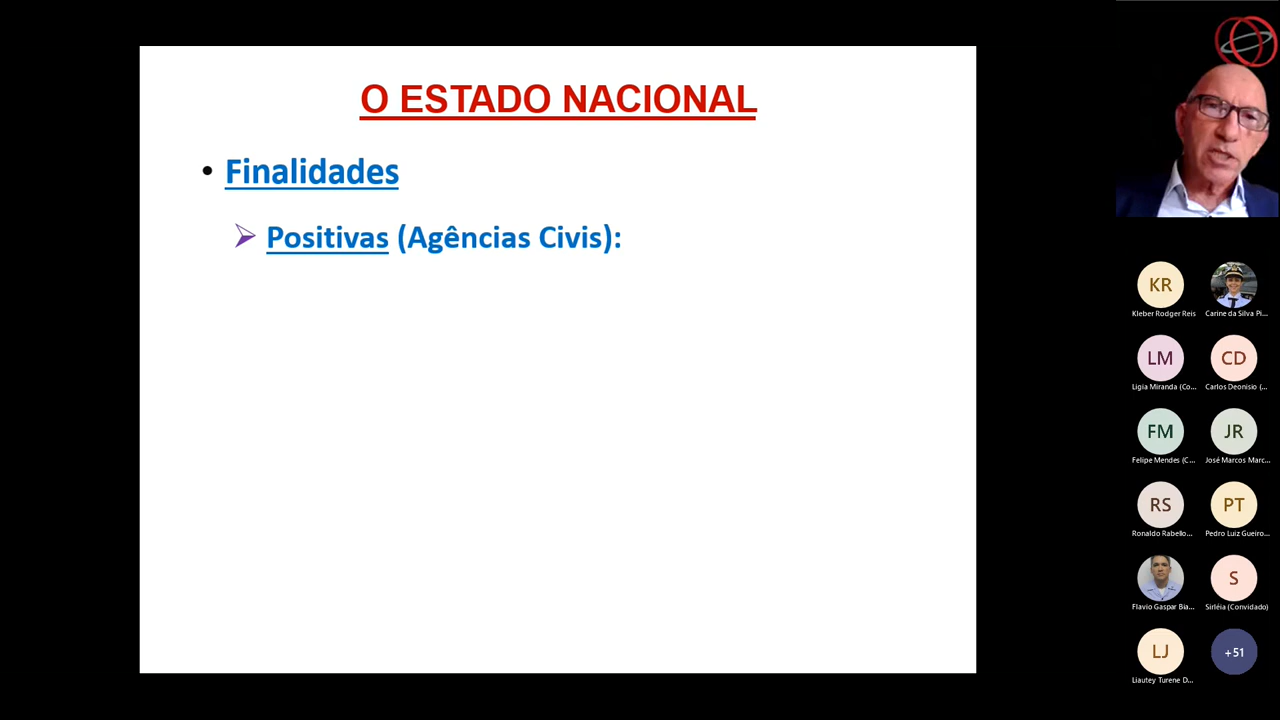 O ESTADO NACIONAL
• Finalidades
➢ Positivas (Agências Civis):
KR
Kleber Rodger Reis
Carine da Silva Pi...
LM
Ligia Miranda (Co...
CD
Carlos Deonisio (...
FM
Felipe Mendes (C...
JR
José Marcos Marc...
RS
Ronaldo Rabello...
PT
Pedro Luiz Gueiro...
Flavio Gaspar Bia...
S
Sirléia (Convidado)
LJ
Liautey Turene D...
+51